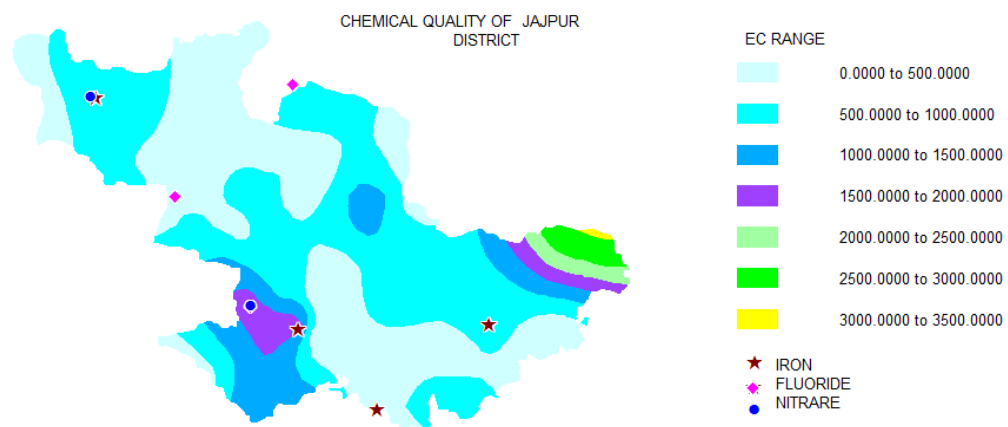 CHEMICAL QUALITY OF JAJPUR
DISTRICT
EC RANGE
0.0000 to 500.0000
500.0000 to 1000.0000
1000.0000 to 1500.0000
1500.0000 to 2000.0000
2000.0000 to 2500.0000
2500.0000 to 3000.0000
3000.0000 to 3500.0000
IRON
FLUORIDE
NITRARE